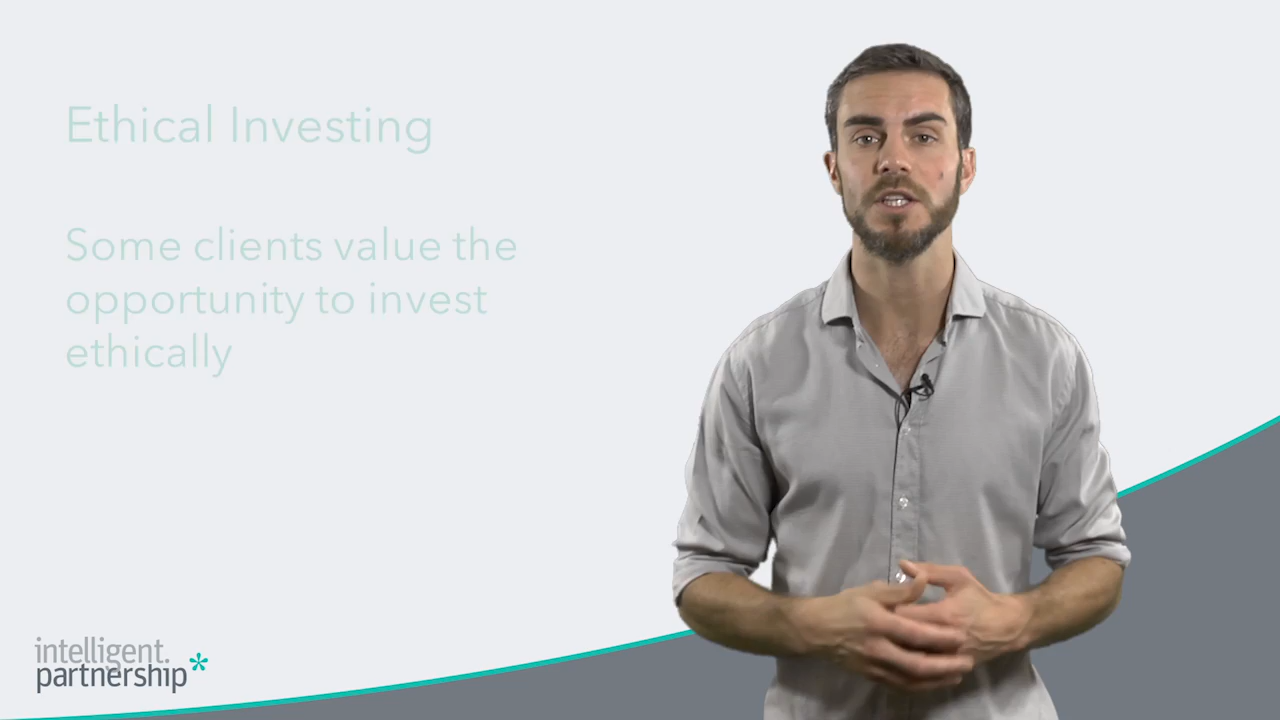 Ethical Investing
Some clients value the
opportunity to invest
ethically
intelligent.
partnership*